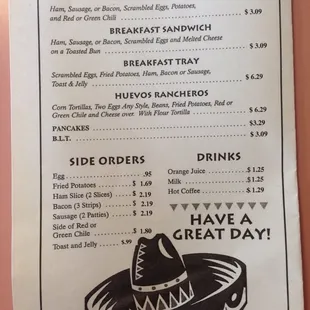 Ham, Sausage, or Bacon, Scrambled Eggs, Potatoes,
and Red or Green Chili $ 3.09
BREAKFAST SANDWICH
Ham, Sausage, or Bacon, Scrambled Eggs and Melted Cheese
on a Toasted Bun $ 3.09
BREAKFAST TRAY
Scrambled Eggs, Fried Potatoes, Ham, Bacon or Sausage,
Toast & Jelly $ 6.29
HUEVOS RANCHEROS
Corn Tortillas, Two Eggs Any Style, Beans, Fried Potatoes, Red or
Green Chile and Cheese over. With Flour Tortilla $ 6.29
PANCAKES $3.29
B.L.T. $ 3.09
SIDE ORDERS
Egg .95
Fried Potatoes $ 1.69
Ham Slice (2 Slices) $ 2.19
Bacon (3 Strips) $ 2.19
Sausage (2 Patties) $ 2.19
Side of Red or
Green Chile $ 1.80
Toast and Jelly $.99
DRINKS
Orange Juice $1.25
Milk $1.25
Hot Coffee $1.29
HAVE A
GREAT DAY!